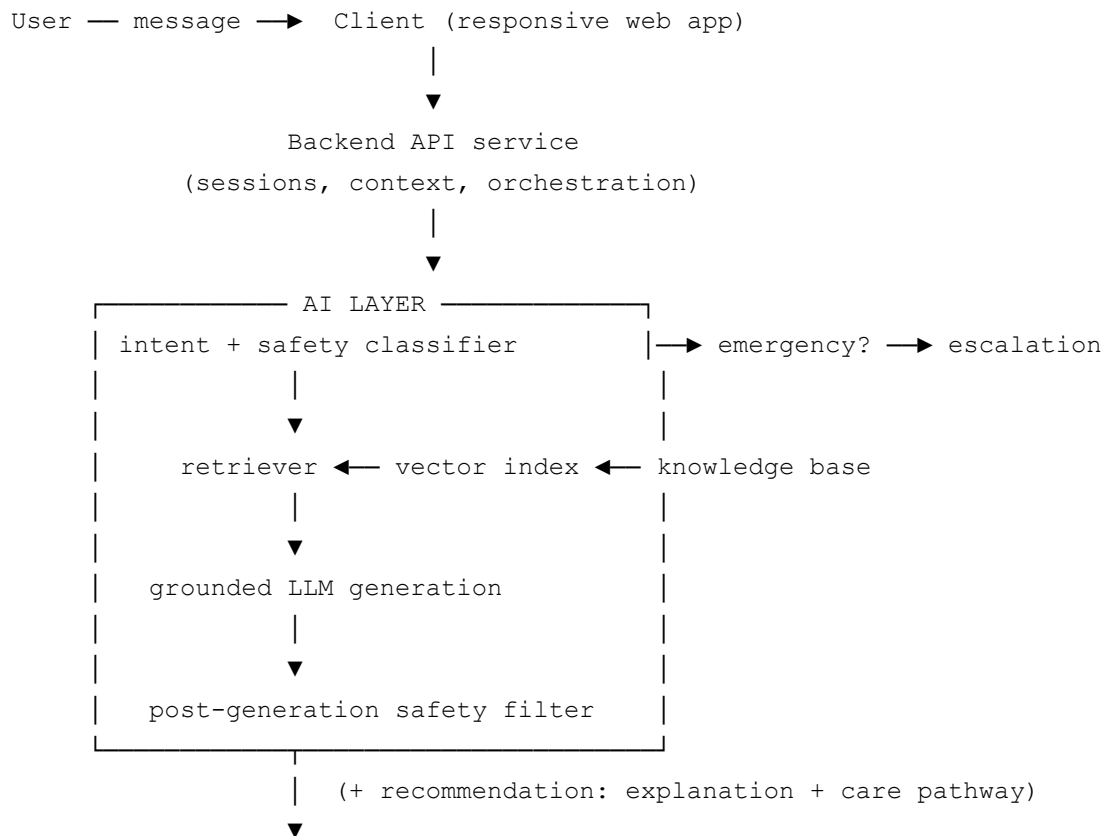 User — message —► Client (responsive web app)
Backend API service
(sessions, context, orchestration)
AI LAYER
intent + safety classifier —► emergency? —► escalation
retriever ◄— vector index ◄— knowledge base
grounded LLM generation
post-generation safety filter
(+ recommendation: explanation + care pathway)